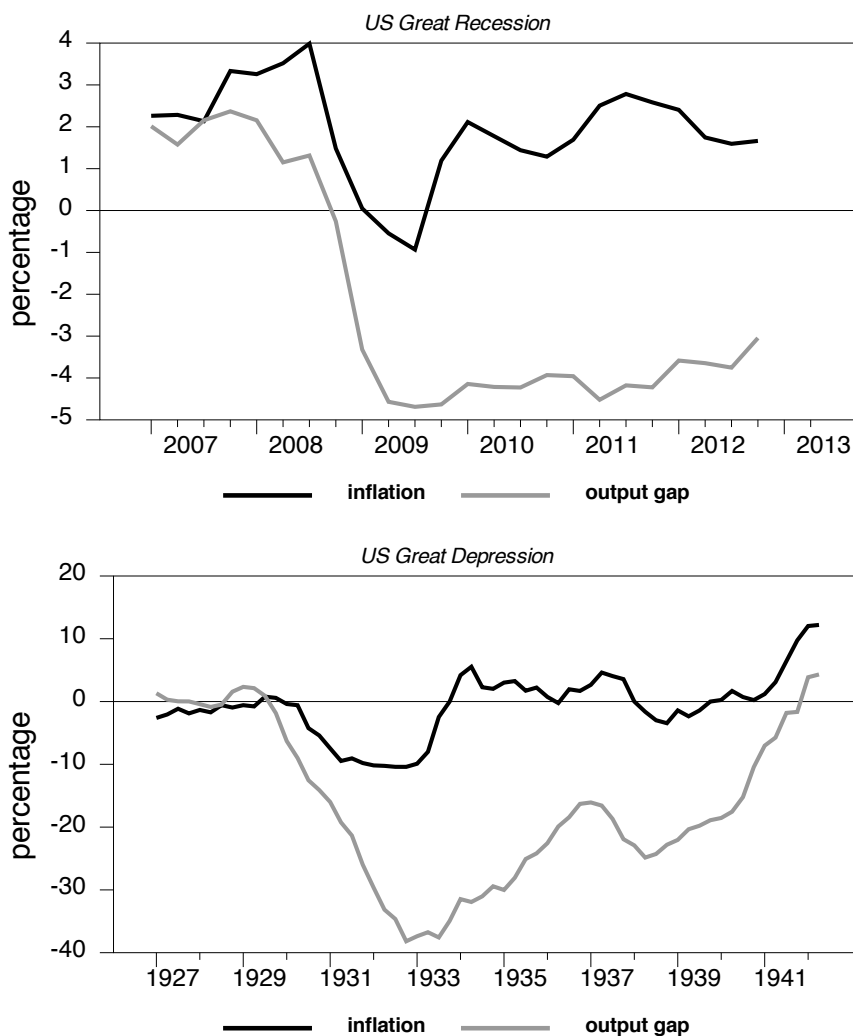 US Great Recession
percentage
4
3
2
1
0
-1
-2
-3
-4
-5
2007 2008 2009 2010 2011 2012 2013
inflation output gap
US Great Depression
percentage
20
10
0
-10
-20
-30
-40
1927 1929 1931 1933 1935 1937 1939 1941
inflation output gap